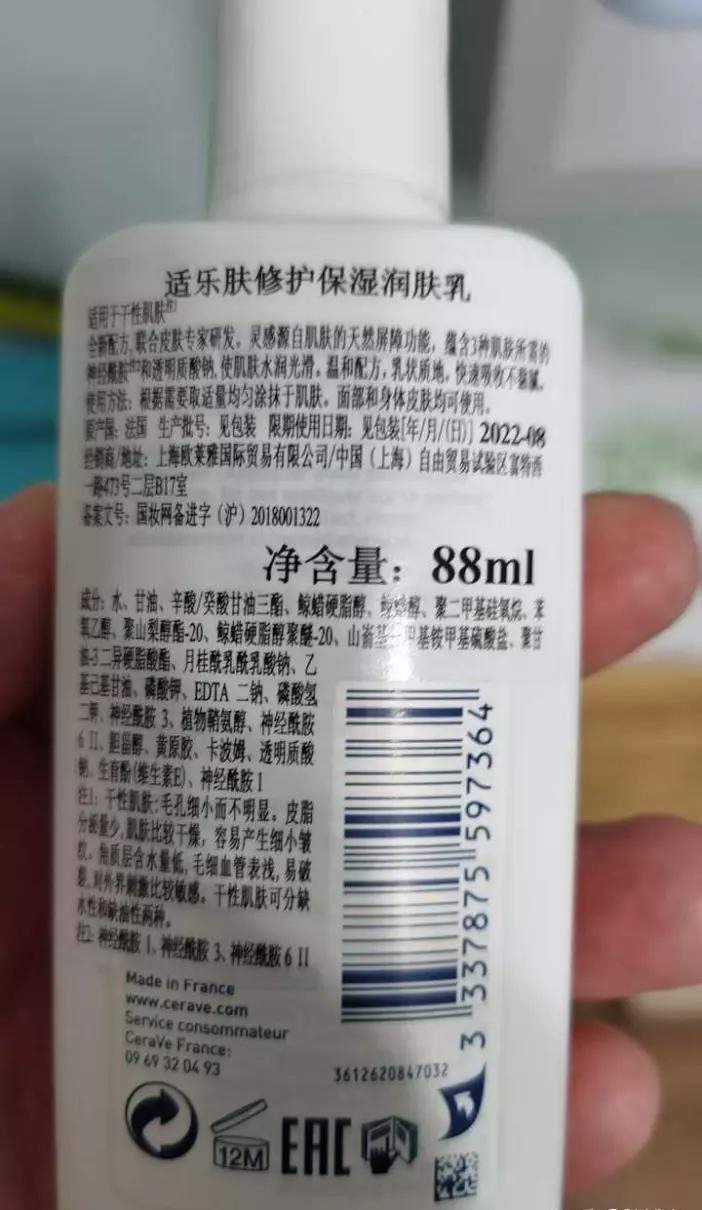 适乐肤修护保湿润肤乳
适用于干性肌肤注1
全新配方, 联合皮肤专家研发。灵感源自肌肤的天然屏障功能，蕴含3种肌肤所需的
神经酰胺注2和透明质酸钠, 使肌肤水润光滑。温和配方, 乳状质地, 快速吸收不黏腻。
使用方法：根据需要取适量均匀涂抹于肌肤。面部和身体皮肤均可使用。
原产国：法国 生产批号：见包装 限期使用日期：见包装[年/月/(日)] 2022-08
经销商/地址：上海欧莱雅国际贸易有限公司/中国（上海）自由贸易试验区富特西
一路473号二层B17室
备案文号：国妆网备进字（沪）2018001322
净含量：88ml
成分：水、甘油、辛酸/癸酸甘油三酯、鲸蜡硬脂醇、鲸蜡醇、聚二甲基硅氧烷、苯
氧乙醇、聚山梨醇酯-20、鲸蜡硬脂醇聚醚-20、山嵛基三甲基铵甲基硫酸盐、聚甘
油-3 二异硬脂酸酯、月桂酰乳酰乳酸钠、乙
基己基甘油、磷酸钾、EDTA 二钠、磷酸氢
二钾、神经酰胺 3、植物鞘氨醇、神经酰胺
6 II、胆甾醇、黄原胶、卡波姆、透明质酸
钠、生育酚(维生素E)、神经酰胺 1
注1: 干性肌肤: 毛孔细小而不明显。皮脂
分泌量少, 肌肤比较干燥，容易产生细小皱
纹。角质层含水量低, 毛细血管表浅, 易破
裂, 对外界刺激比较敏感。干性肌肤可分缺
水性和缺油性两种。
注2: 神经酰胺 1、神经酰胺 3、神经酰胺 6 II
3 337875 597364
Made in France
www.cerave.com
Service consommateur
CeraVe France:
09 69 32 04 93
3612620847032
12M
EAC